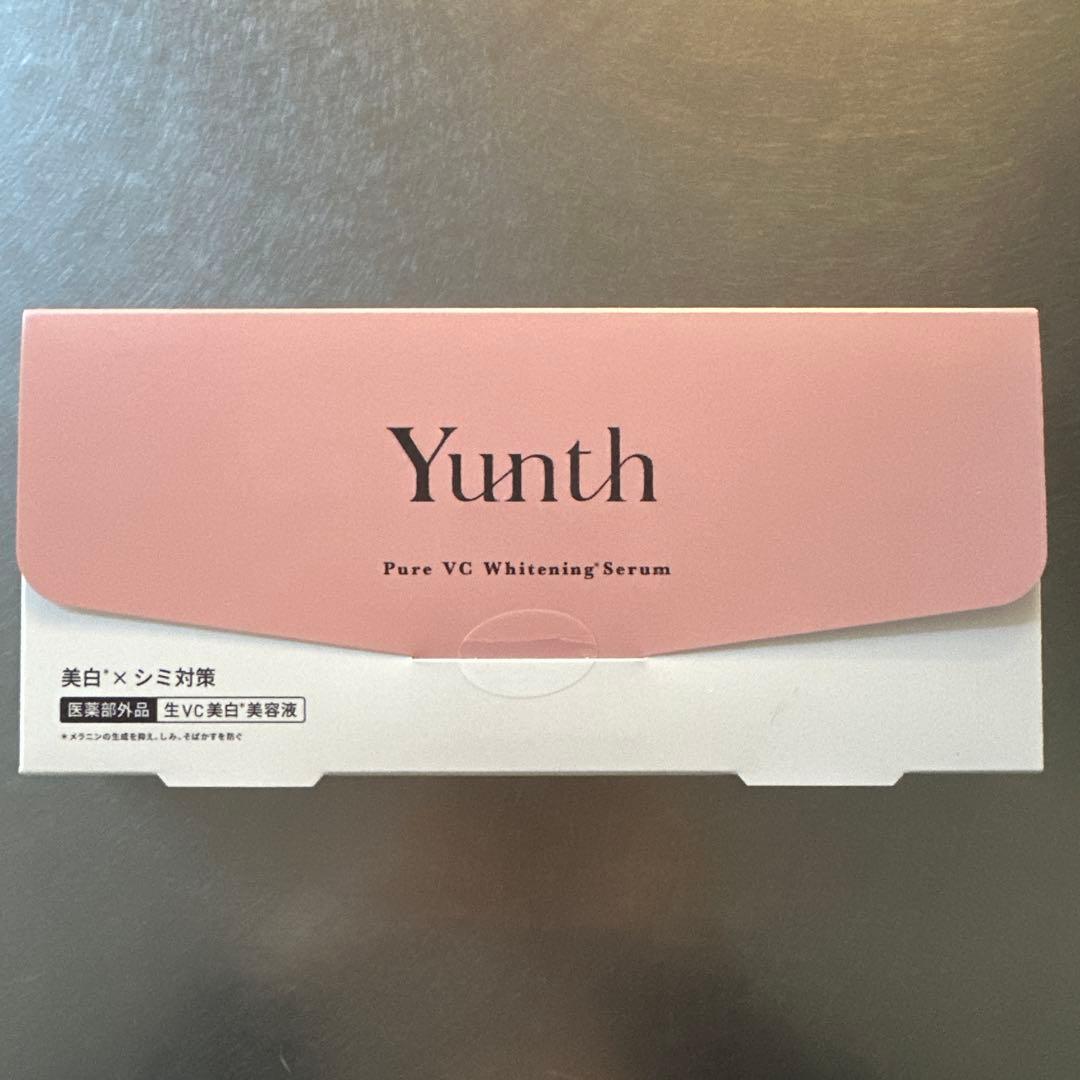 Yunth
Pure VC Whitening*Serum
美白*×シミ対策
医薬部外品 生VC美白*美容液
*メラニンの生成を抑え、しみ、そばかすを防ぐ